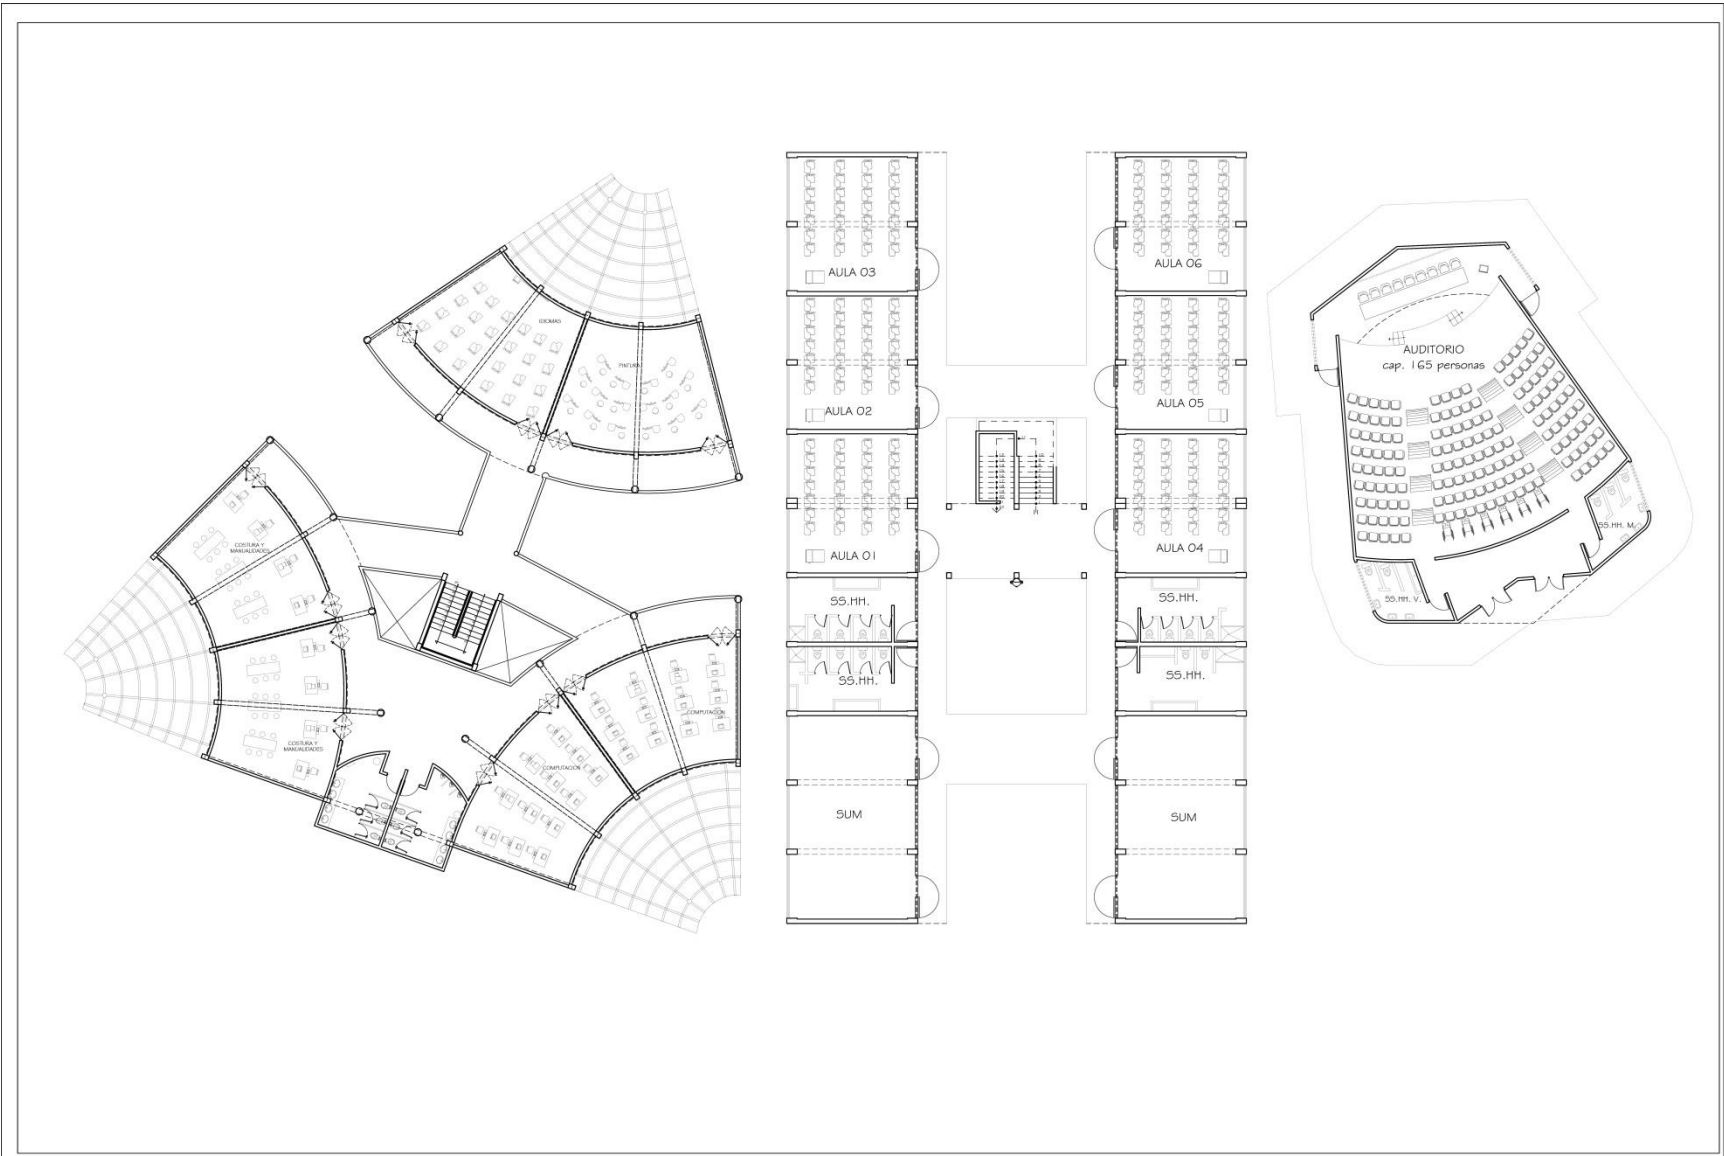 IDIOMAS
PINTURA
COSTURA Y
MANUALIDADES
COSTURA Y
MANUALIDADES
COMPUTACION
COMPUTACION
AULA 03
AULA 02
AULA 01
SS.HH.
SS.HH.
SUM
AULA 06
AULA 05
AULA 04
SS.HH.
SS.HH.
SUM
AUDITORIO
cap. 165 personas
SS.HH. M.
SS.HH. V.